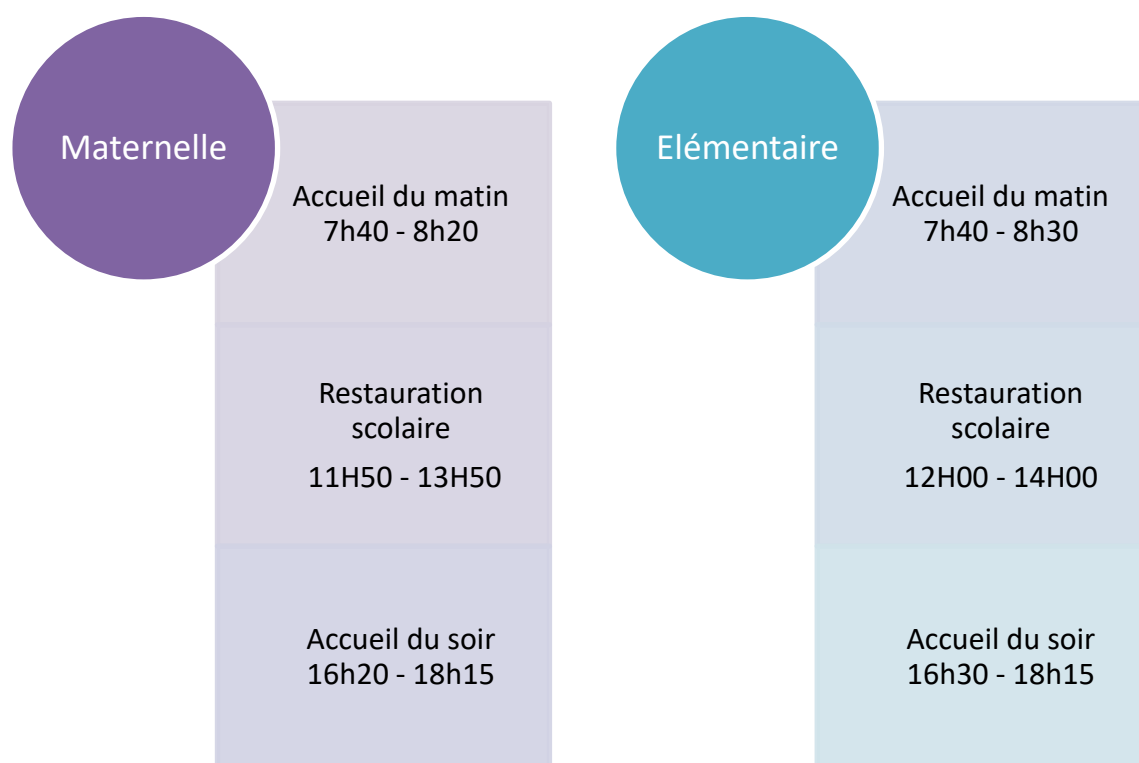 Maternelle
Accueil du matin
7h40 - 8h20
Restauration
scolaire
11H50 - 13H50
Accueil du soir
16h20 - 18h15
Elémentaire
Accueil du matin
7h40 - 8h30
Restauration
scolaire
12H00 - 14H00
Accueil du soir
16h30 - 18h15